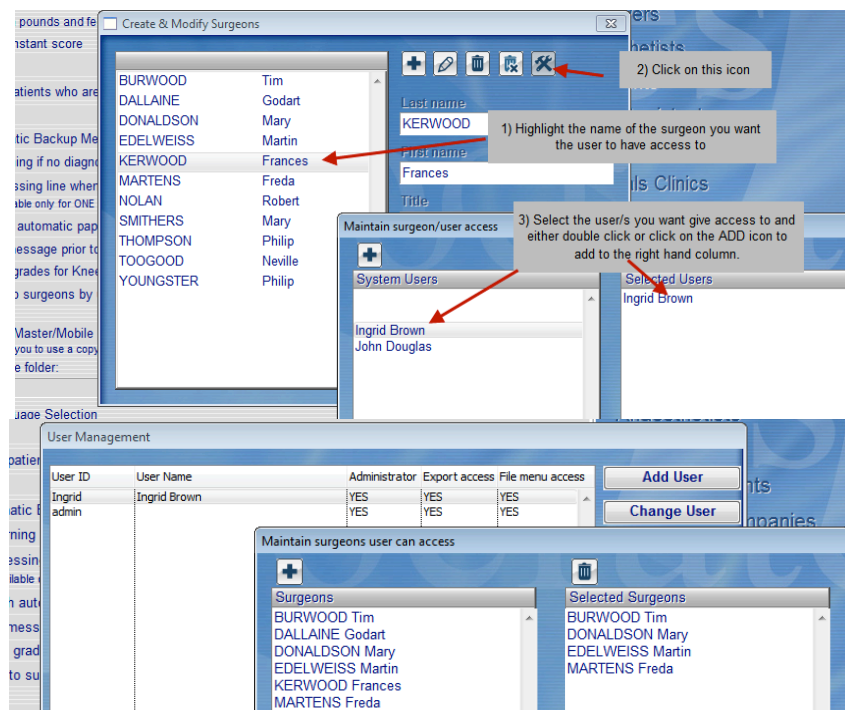 pounds and fe
nstant score
atients who are
tic Backup Me
ing if no diagno
ssing line when
able only for ONE
automatic pap
essage prior to
grades for Knee
o surgeons by
Master/Mobile
you to use a copy
e folder:
uage Selection
Create & Modify Surgeons
BURWOOD Tim
DALLAINE Godart
DONALDSON Mary
EDELWEISS Martin
KERWOOD Frances
MARTENS Freda
NOLAN Robert
SMITHERS Mary
THOMPSON Philip
TOOGOOD Neville
YOUNGSTER Philip
Last name
KERWOOD
First name
Frances
Title
ers
hetists
ls Clinics
2) Click on this icon
1) Highlight the name of the surgeon you want
the user to have access to
3) Select the user/s you want give access to and
either double click or click on the ADD icon to
add to the right hand column.
Maintain surgeon/user access
System Users
Ingrid Brown
John Douglas
Selected Users
Ingrid Brown
User Management
patier
atic B
rning
essin
ilable
n auto
mess
grad
to su
User ID User Name Administrator Export access File menu access
Ingrid Ingrid Brown YES YES YES
admin YES YES YES
Add User
Change User
nts
mpanies
Maintain surgeons user can access
Surgeons
BURWOOD Tim
DALLAINE Godart
DONALDSON Mary
EDELWEISS Martin
KERWOOD Frances
MARTENS Freda
Selected Surgeons
BURWOOD Tim
DONALDSON Mary
EDELWEISS Martin
MARTENS Freda